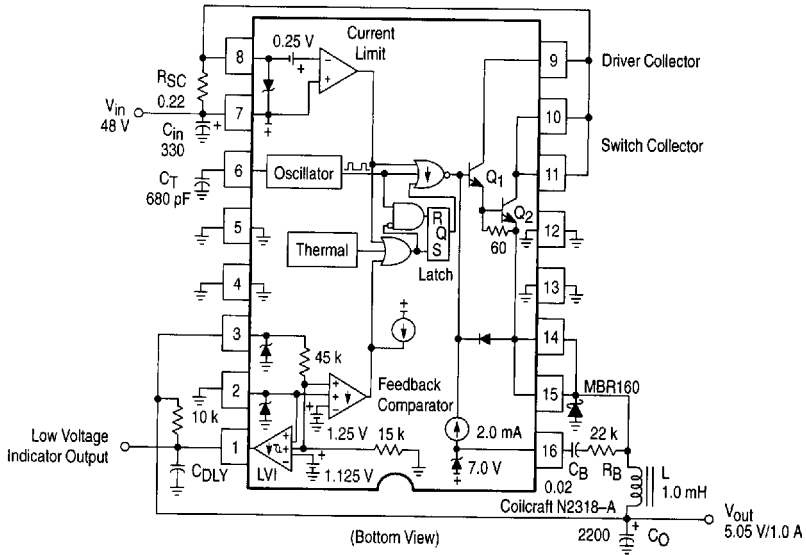 8
0.25 V
+
Current
Limit
−
+
9
Driver Collector
RSC
0.22
Vin
48 V
7
+
Cin
330
+
10
Switch Collector
6
Oscillator
CT
680 pF
Q1
11
5
R
Q
S
Latch
Q2
60
12
Thermal
4
13
+
3
14
45 k
2
10 k
+
+
−
+
Feedback
Comparator
15
MBR160
1.25 V
15 k
2.0 mA
22 k
Low Voltage
Indicator Output
1
CDLY
LVI
+
−
+
1.125 V
7.0 V
+
16
CB
RB
0.02
L
1.0 mH
Coilcraft N2318–A
(Bottom View)
2200
+
CO
Vout
5.05 V/1.0 A